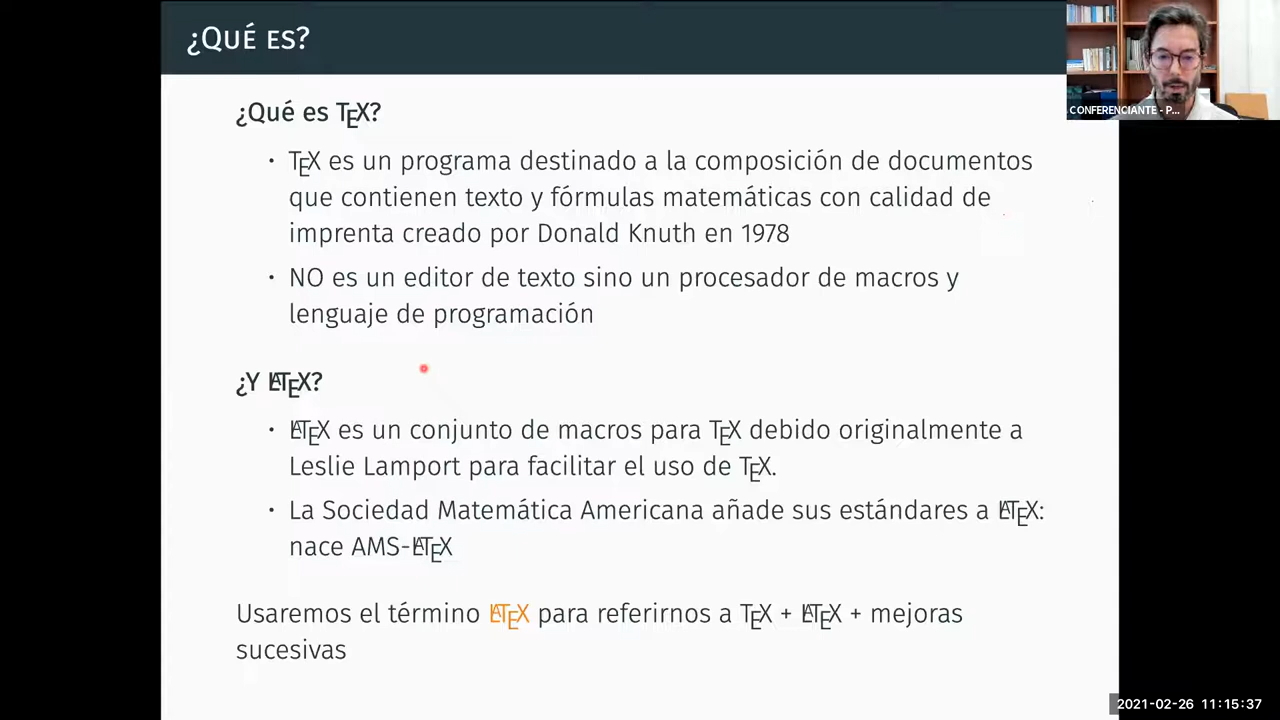 ¿QUÉ ES?
CONFERENCIANTE - P...
¿Qué es TEX?
• TEX es un programa destinado a la composición de documentos
que contienen texto y fórmulas matemáticas con calidad de
imprenta creado por Donald Knuth en 1978
• NO es un editor de texto sino un procesador de macros y
lenguaje de programación
¿Y LATEX?
• LATEX es un conjunto de macros para TEX debido originalmente a
Leslie Lamport para facilitar el uso de TEX.
• La Sociedad Matemática Americana añade sus estándares a LATEX:
nace AMS-LATEX
Usaremos el término LATEX para referirnos a TEX + LATEX + mejoras
sucesivas
2021-02-26 11:15:37